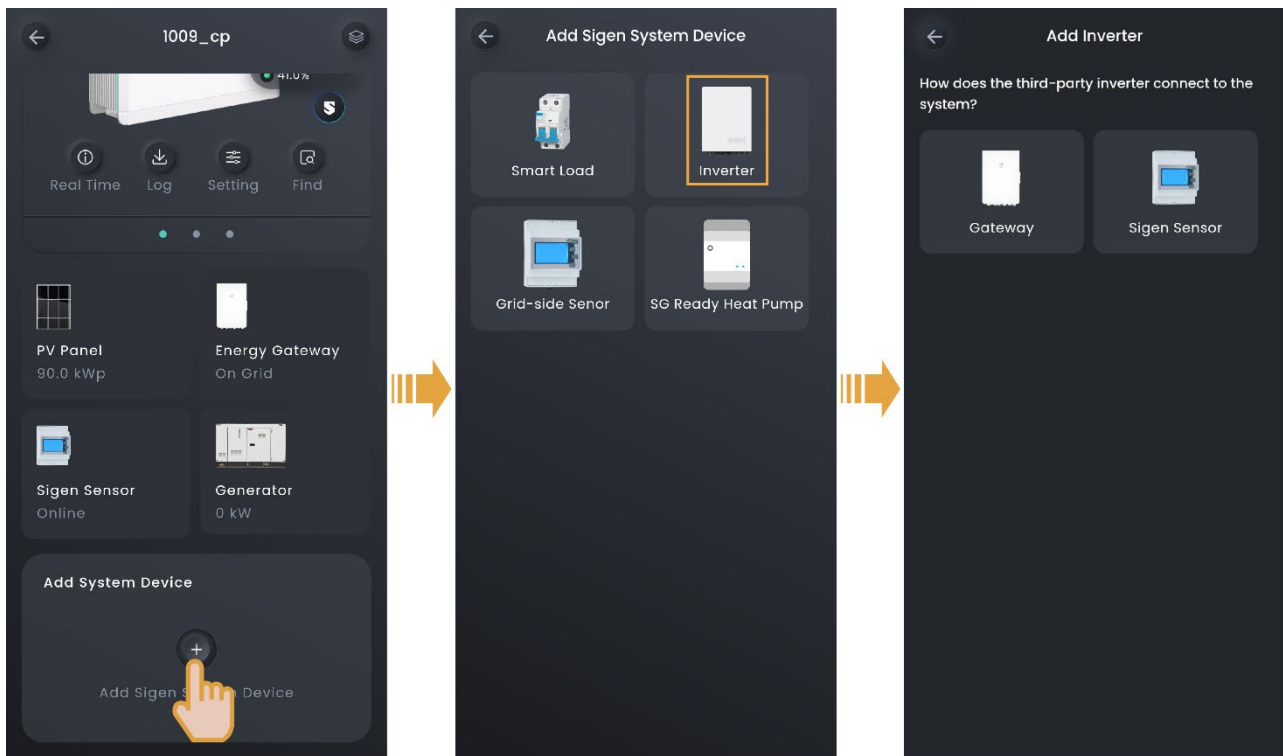 1009_cp
41.0%
Real Time
Log
Setting
Find
PV Panel
90.0 kWp
Energy Gateway
On Grid
Sigen Sensor
Online
Generator
0 kW
Add System Device
Add Sigen Device
Add Sigen System Device
Smart Load
Inverter
Grid-side Senor
SG Ready Heat Pump
Add Inverter
How does the third-party inverter connect to the
system?
Gateway
Sigen Sensor